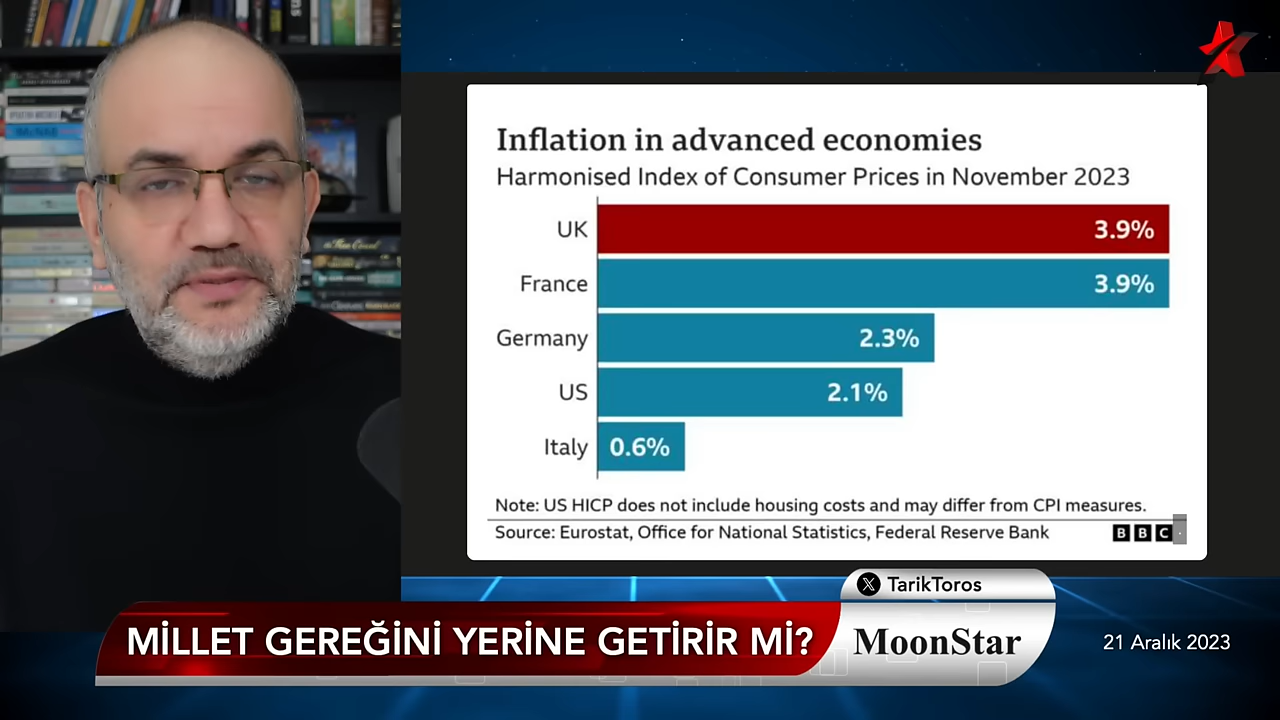 Inflation in advanced economies
Harmonised Index of Consumer Prices in November 2023
UK 3.9%
France 3.9%
Germany 2.3%
US 2.1%
Italy 0.6%
Note: US HICP does not include housing costs and may differ from CPI measures.
Source: Eurostat, Office for National Statistics, Federal Reserve Bank
BBC
TarikToros
MİLLET GEREĞİNİ YERİNE GETİRİR Mİ?
MoonStar
21 Aralık 2023